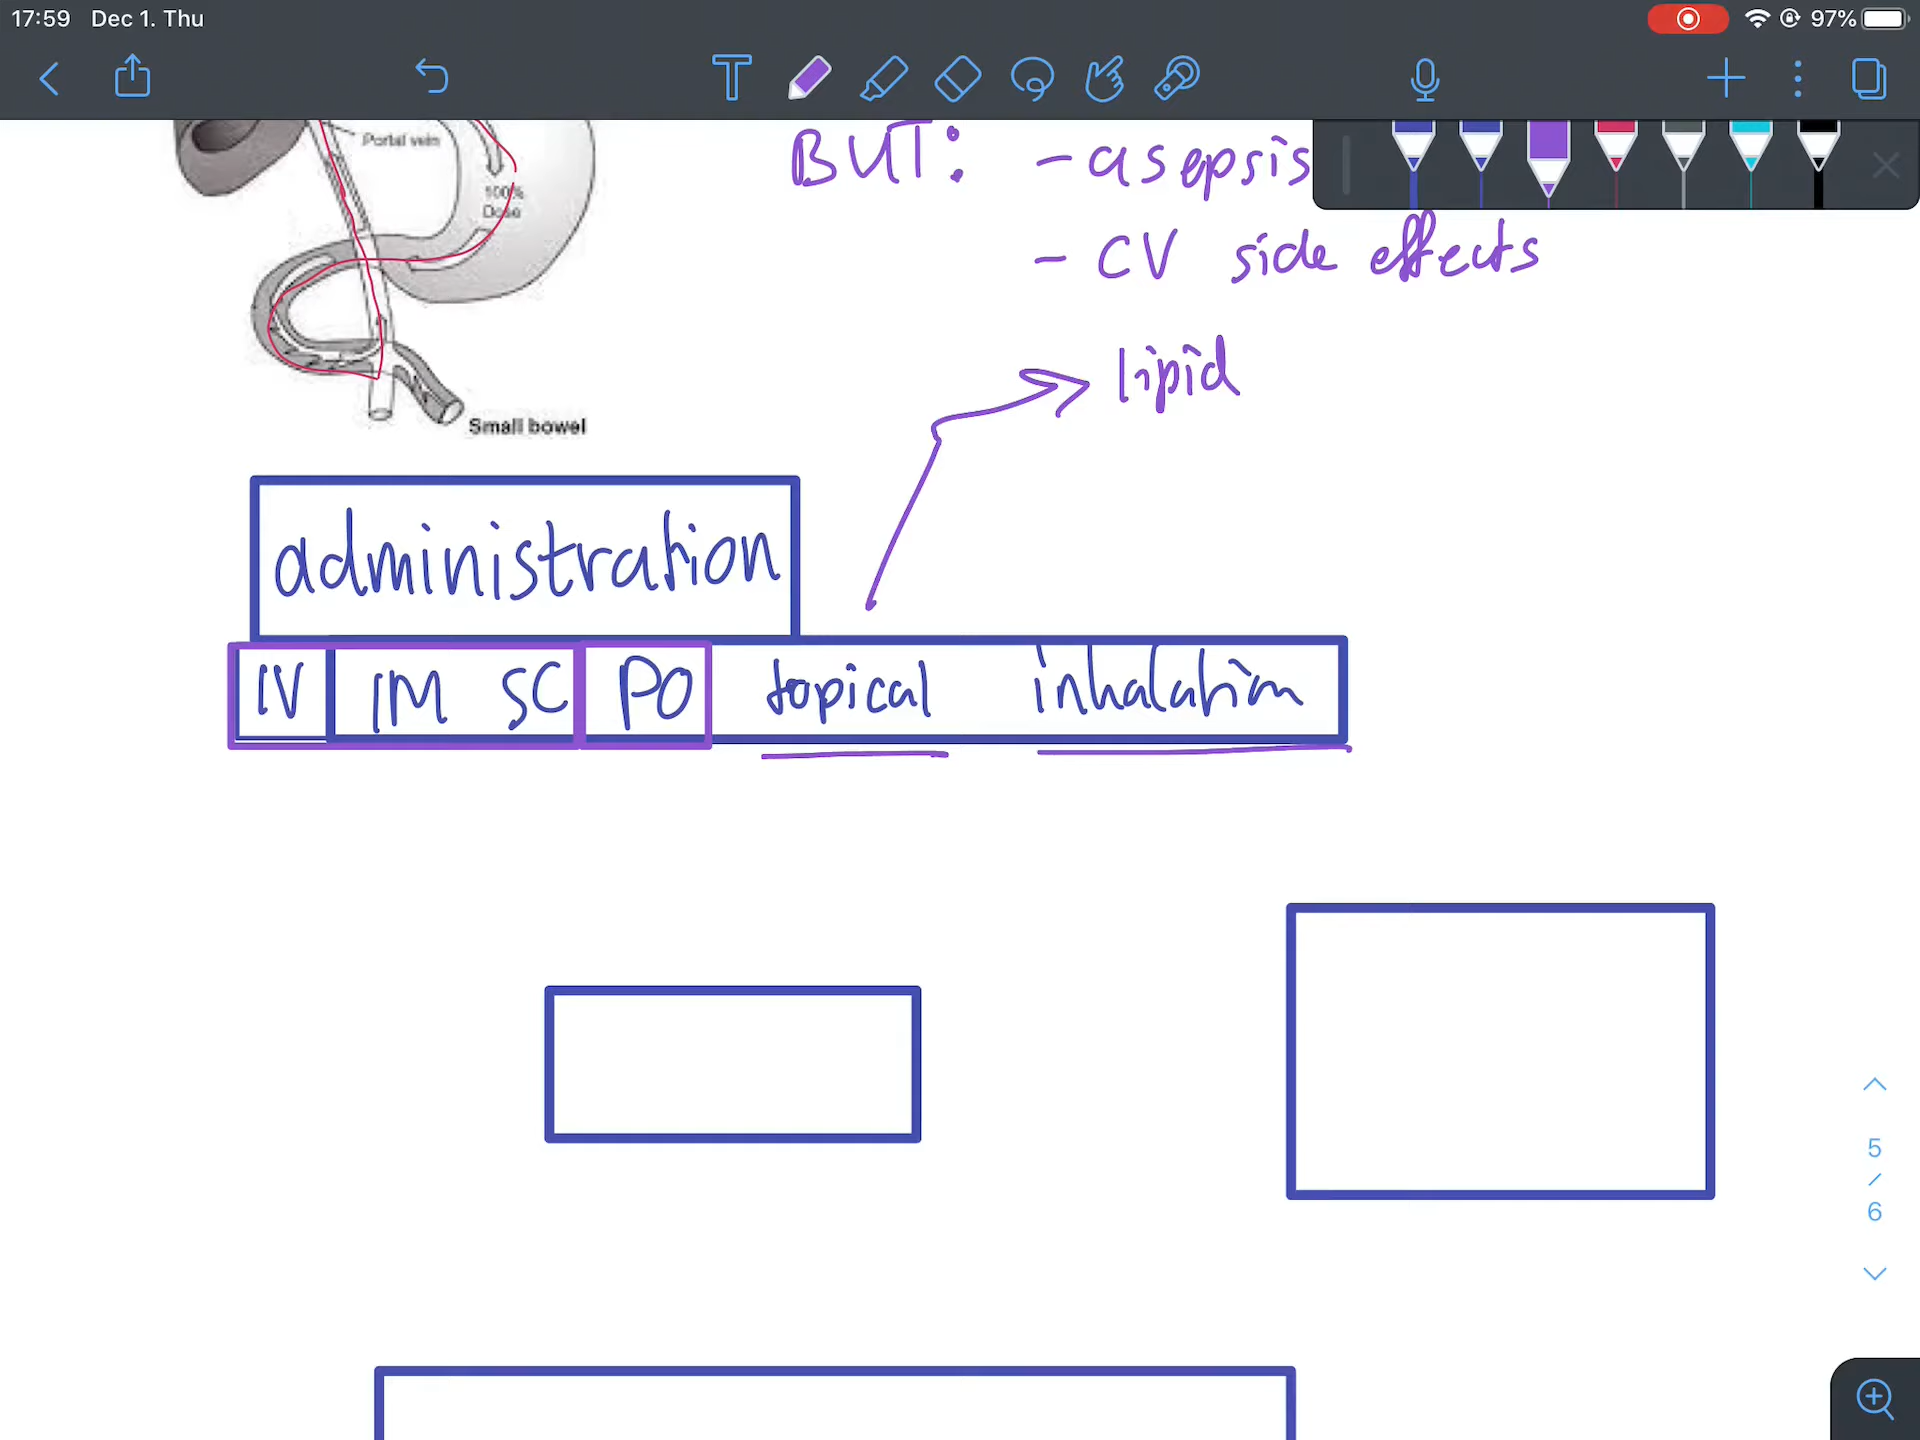 17:59 Dec 1. Thu 97%
Portal vein
100%
Dose
BUT: - asepsis
- CV side effects
lipid
Small bowel
administration
IV IM SC PO topical inhalation
5
/
6